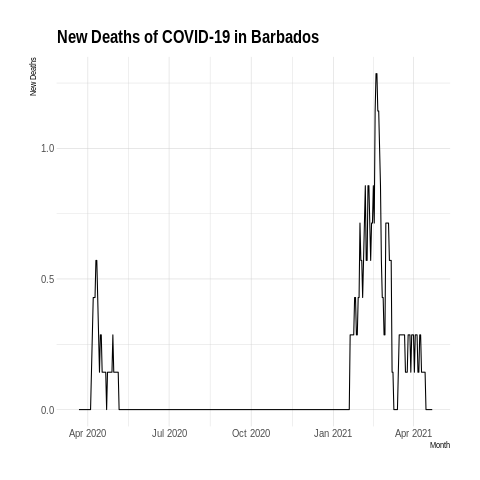 New Deaths of COVID-19 in Barbados
New Deaths
1.0
0.5
0.0
Apr 2020 Jul 2020 Oct 2020 Jan 2021 Apr 2021
Month